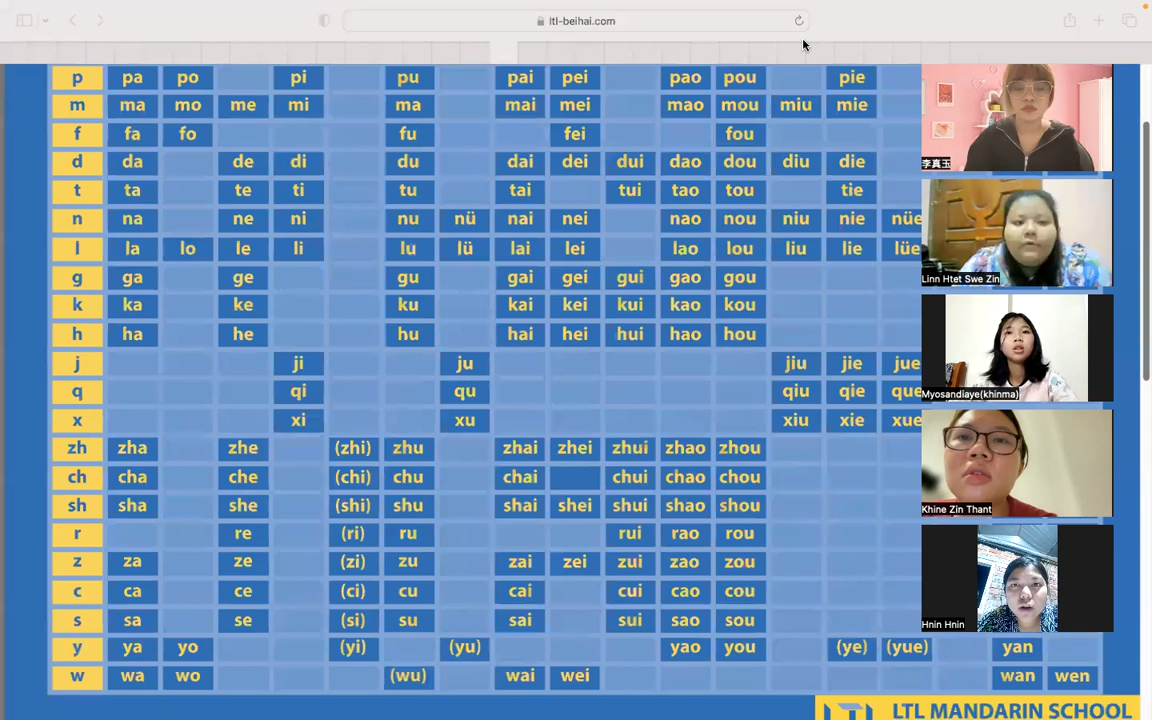 ltl-beihai.com
p pa po pi pu pai pei pao pou pie
m ma mo me mi ma mai mei mao mou miu mie
f fa fo fu fei fou
d da de di du dai dei dui dao dou diu die
t ta te ti tu tai tui tao tou tie
n na ne ni nu nü nai nei nao nou niu nie nüe
l la lo le li lu lü lai lei lao lou liu lie lüe
g ga ge gu gai gei gui gao gou
k ka ke ku kai kei kui kao kou
h ha he hu hai hei hui hao hou
j ji ju jiu jie jue
q qi qu qiu qie que
x xi xu xiu xie xue
zh zha zhe (zhi) zhu zhai zhei zhui zhao zhou
ch cha che (chi) chu chai chui chao chou
sh sha she (shi) shu shai shei shui shao shou
r re (ri) ru rui rao rou
z za ze (zi) zu zai zei zui zao zou
c ca ce (ci) cu cai cui cao cou
s sa se (si) su sai sui sao sou
y ya yo (yi) (yu) yao you (ye) (yue) yan
w wa wo (wu) wai wei wan wen
LTL MANDARIN SCHOOL
李真玉
Linn Htet Swe Zin
Myosandiaye(khinma)
Khine Zin Thant
Hnin Hnin